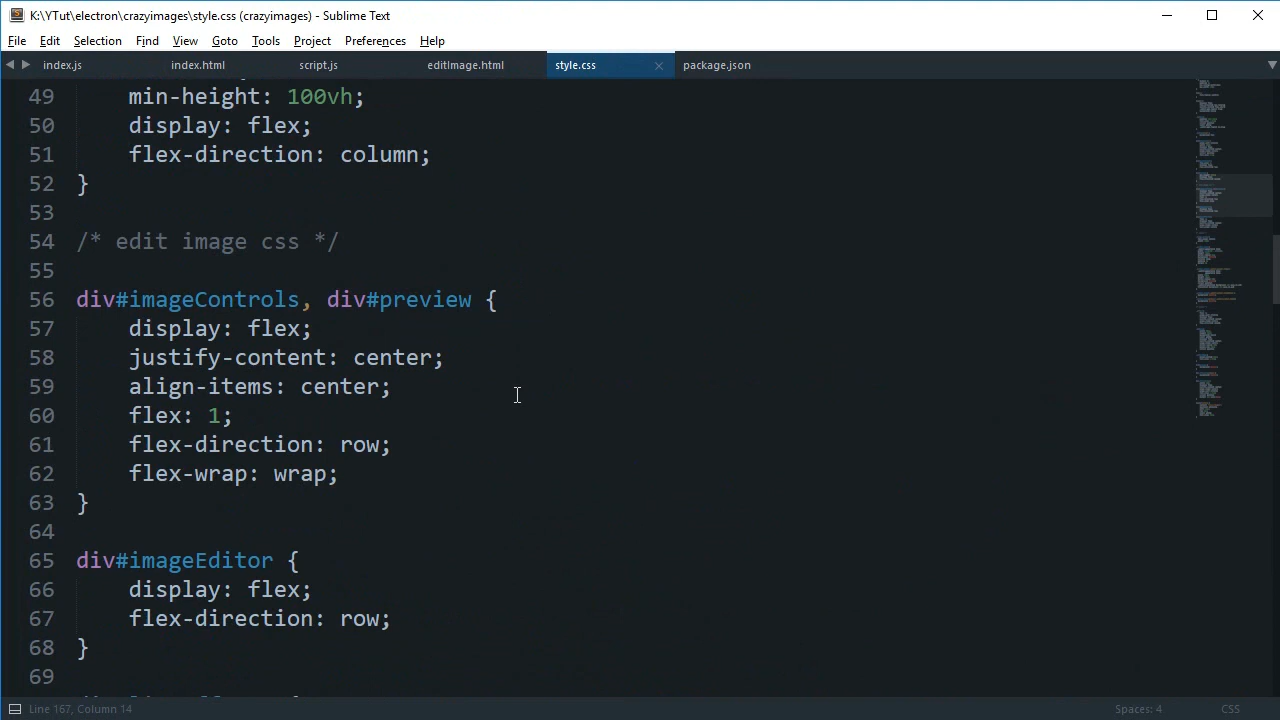 K:\YTut\electron\crazyimages\style.css (crazyimages) - Sublime Text
File Edit Selection Find View Goto Tools Project Preferences Help
index.js index.html script.js editImage.html style.css package.json
49 min-height: 100vh;
50 display: flex;
51 flex-direction: column;
52 }
53
54 /* edit image css */
55
56 div#imageControls, div#preview {
57 display: flex;
58 justify-content: center;
59 align-items: center;
60 flex: 1;
61 flex-direction: row;
62 flex-wrap: wrap;
63 }
64
65 div#imageEditor {
66 display: flex;
67 flex-direction: row;
68 }
69
Line 167, Column 14 Spaces: 4 CSS